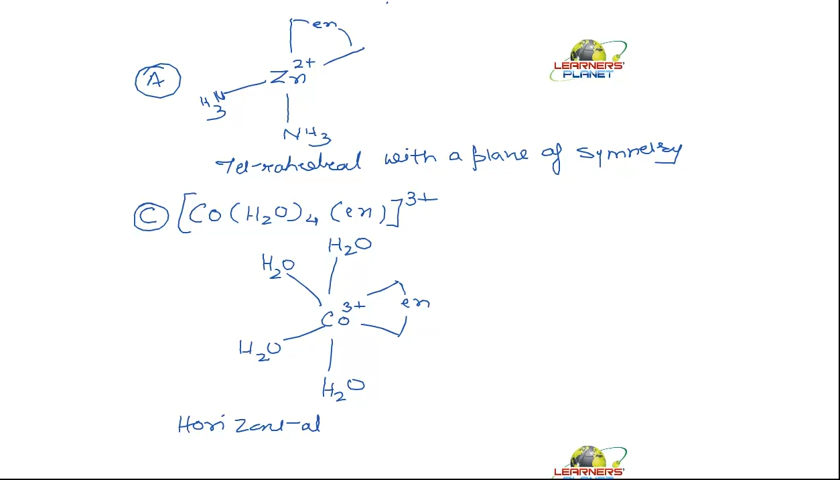 en
LEARNERS'
PLANET
A
Zn2+
H3N
NH3
Tetrahedral with a plane of symmetry
C [Co(H2O)4(en)]3+
H2O
H2O
Co3+ en
H2O
H2O
Horizontal
LEARNERS'
PLANET